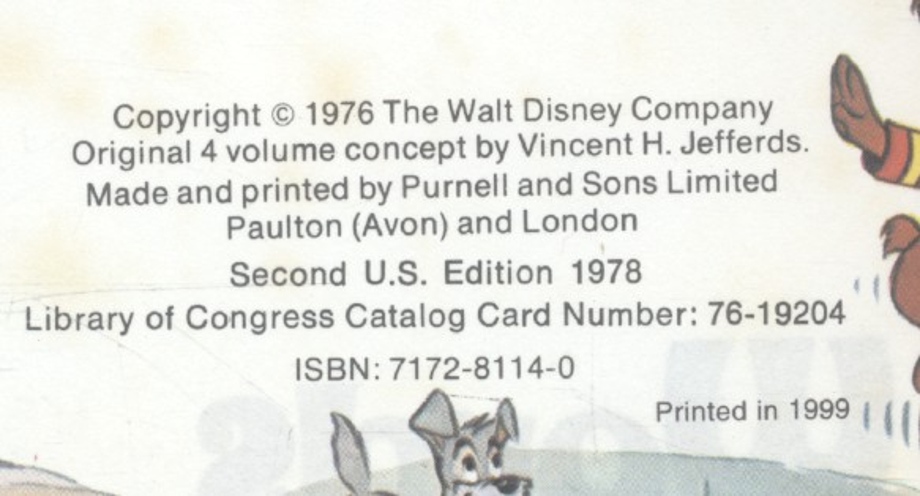 Copyright © 1976 The Walt Disney Company
Original 4 volume concept by Vincent H. Jefferds.
Made and printed by Purnell and Sons Limited
Paulton (Avon) and London
Second U.S. Edition 1978
Library of Congress Catalog Card Number: 76-19204
ISBN: 7172-8114-0
Printed in 1999